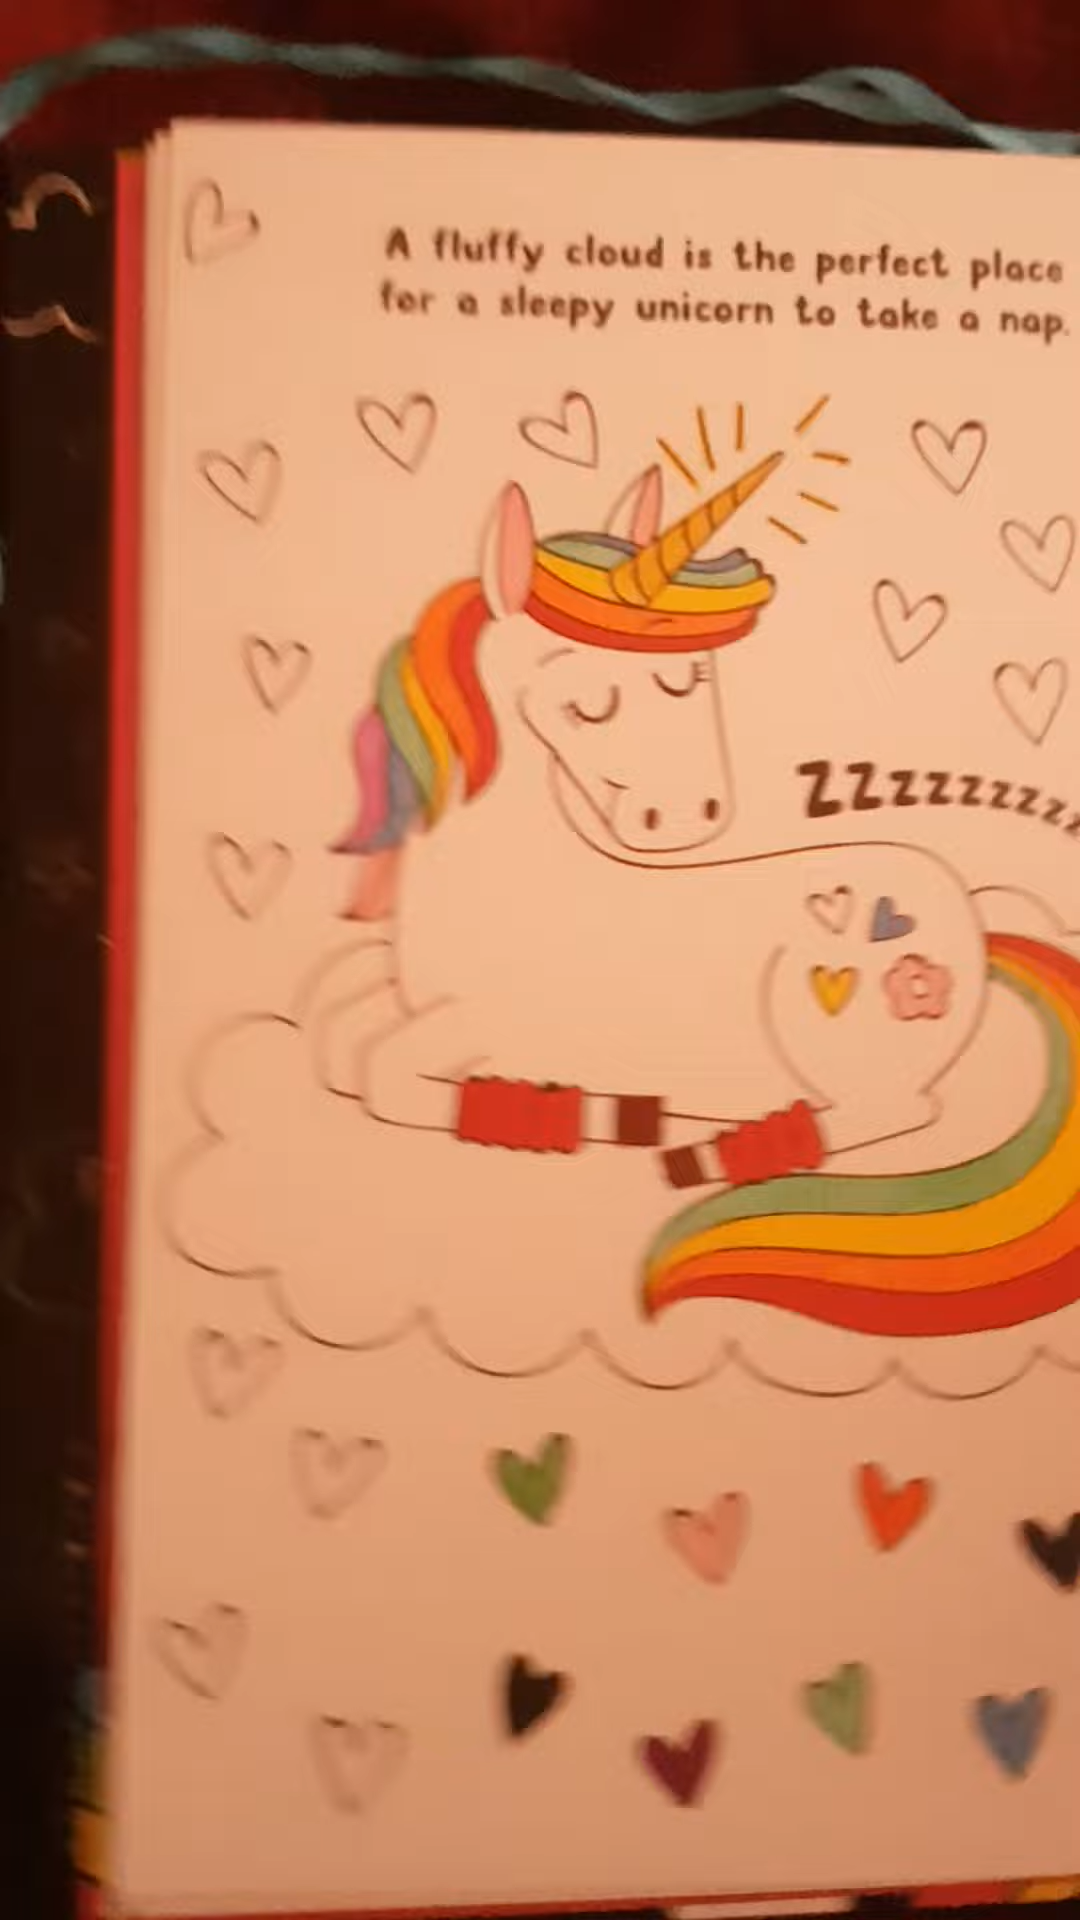 A fluffy cloud is the perfect place
for a sleepy unicorn to take a nap.
ZZzzzzzzz